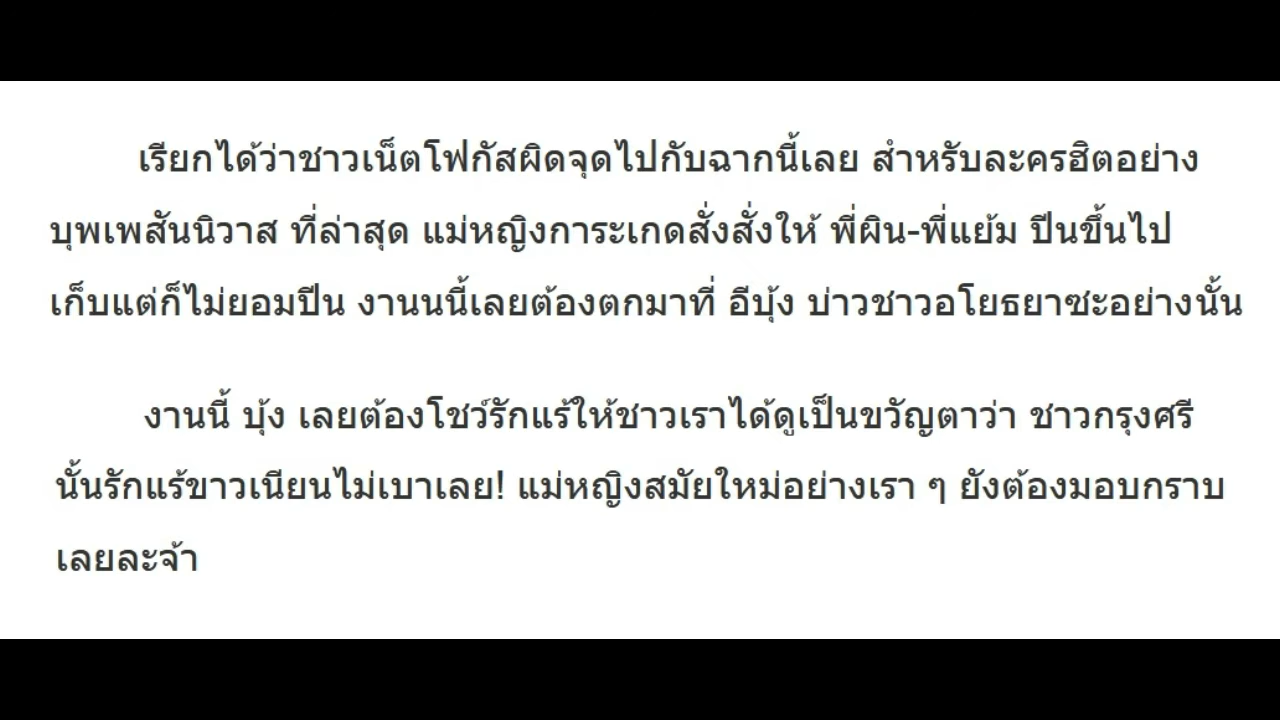 เรียกได้ว่าชาวเน็ตโฟกัสผิดจุดไปกับฉากนี้เลย สำหรับละครฮิตอย่าง
บุพเพสันนิวาส ที่ล่าสุด แม่หญิงการะเกดสั่งสั่งให้ พี่ผิน-พี่แย้ม ปีนขึ้นไป
เก็บแต่ก็ไม่ยอมปีน งานนนี้เลยต้องตกมาที่ อีบุ้ง บ่าวชาวอโยธยาซะอย่างนั้น
งานนี้ บุ้ง เลยต้องโชว์รักแร้ให้ชาวเราได้ดูเป็นขวัญตาว่า ชาวกรุงศรี
นั้นรักแร้ขาวเนียนไม่เบาเลย! แม่หญิงสมัยใหม่อย่างเรา ๆ ยังต้องมอบกราบ
เลยละจ้า